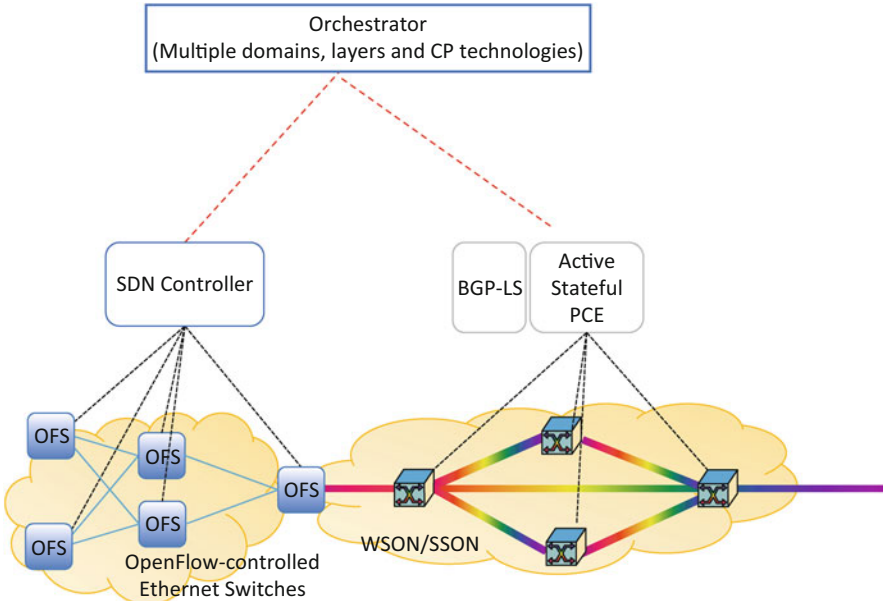 Orchestrator
(Multiple domains, layers and CP technologies)
SDN Controller
BGP-LS
Active
Stateful
PCE
OFS
OFS
OFS
OFS
OFS
WSON/SSON
OpenFlow-controlled
Ethernet Switches